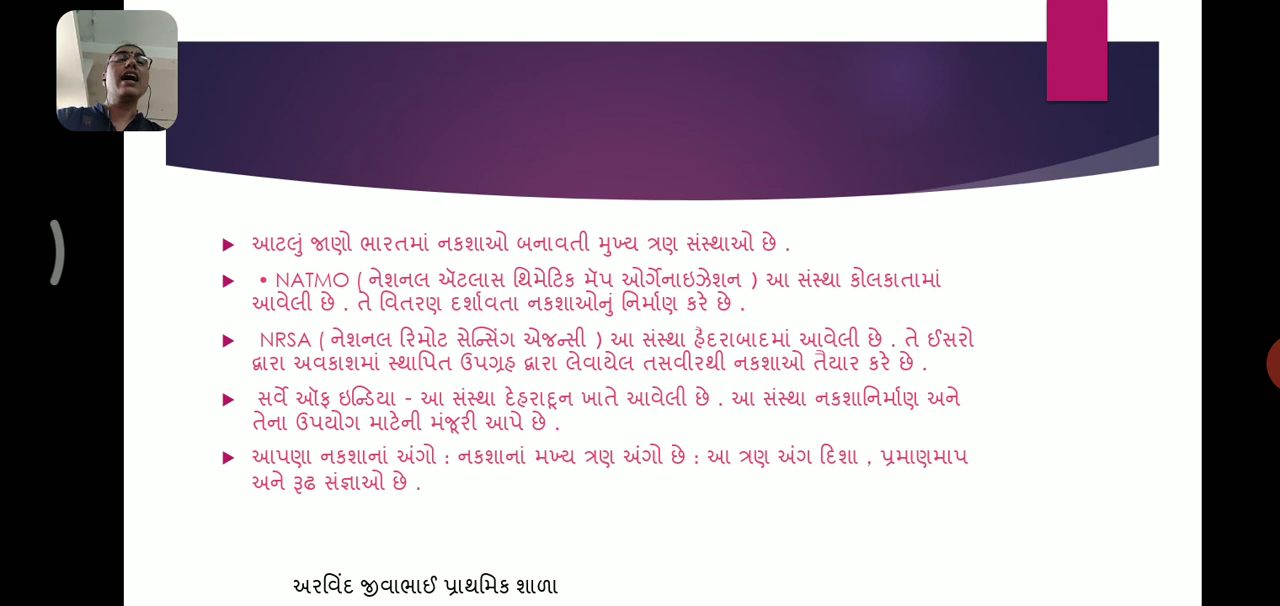 આટલું જાણો ભારતમાં નકશાઓ બનાવતી મુખ્ય ત્રણ સંસ્થાઓ છે .
• NATMO ( નેશનલ ઍટલાસ થિમેટિક મૅપ ઓર્ગેનાઇઝેશન ) આ સંસ્થા કોલકાતામાં
આવેલી છે . તે વિતરણ દર્શાવતા નકશાઓનું નિર્માણ કરે છે .
NRSA ( નેશનલ રિમોટ સેન્સિંગ એજન્સી ) આ સંસ્થા હૈદરાબાદમાં આવેલી છે . તે ઈસરો
દ્વારા અવકાશમાં સ્થાપિત ઉપગ્રહ દ્વારા લેવાયેલ તસવીરથી નકશાઓ તૈયાર કરે છે .
સર્વે ઑફ ઇન્ડિયા - આ સંસ્થા દેહરાદૂન ખાતે આવેલી છે . આ સંસ્થા નકશાનિર્માણ અને
તેના ઉપયોગ માટેની મંજૂરી આપે છે .
આપણા નકશાનાં અંગો : નકશાનાં મખ્ય ત્રણ અંગો છે : આ ત્રણ અંગ દિશા , પ્રમાણમાપ
અને રૂઢ સંજ્ઞાઓ છે .
અરવિંદ જીવાભાઈ પ્રાથમિક શાળા